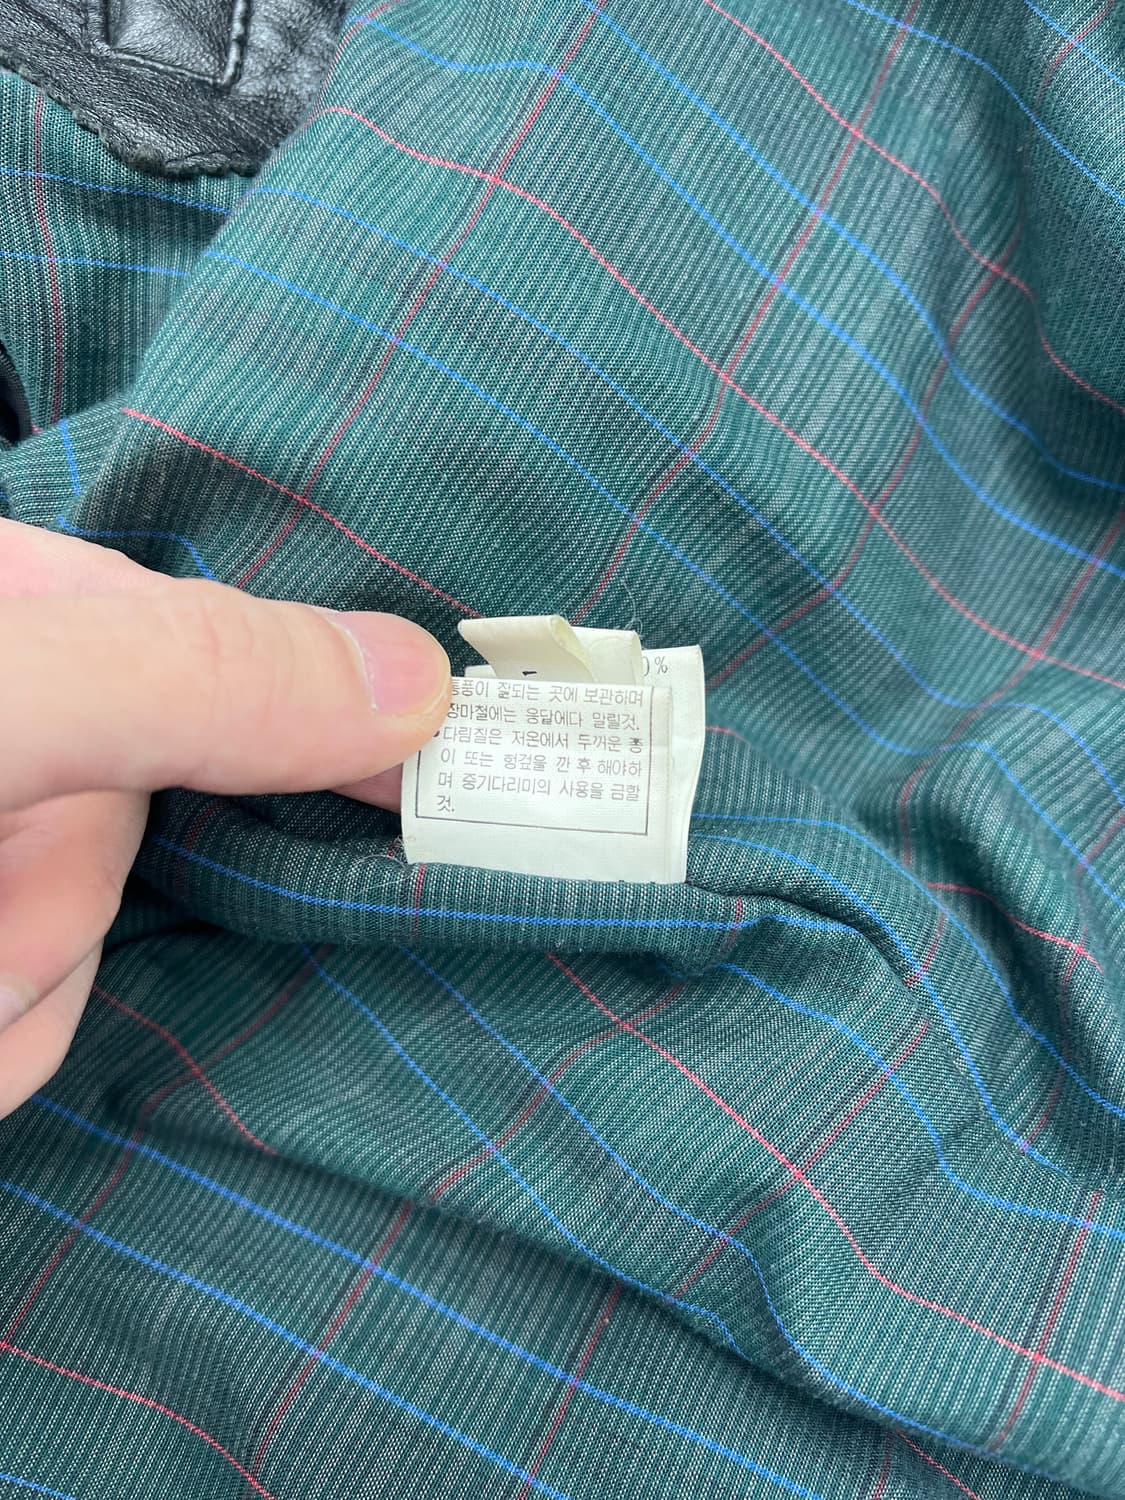 0%
통풍이 잘되는 곳에 보관하며
장마철에는 응달에다 말릴것.
다림질은 저온에서 두꺼운 종
이 또는 헝겊을 깐 후 해야하
며 증기다리미의 사용을 금할
것.